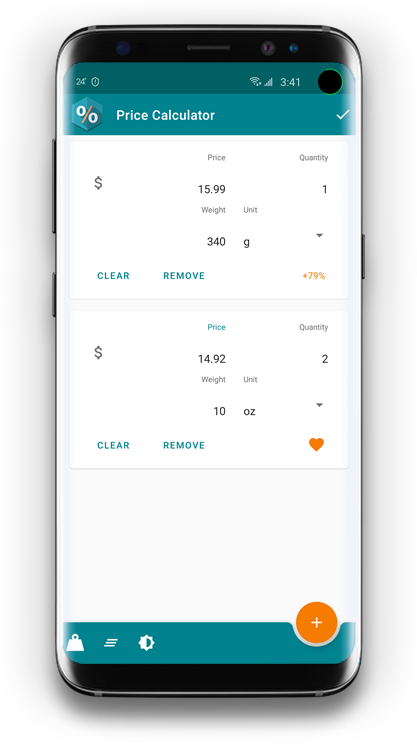 24°
3:41
%
Price Calculator
Price Quantity
$ 15.99 1
Weight Unit
340 g
CLEAR REMOVE +79%
Price Quantity
$ 14.92 2
Weight Unit
10 oz
CLEAR REMOVE
+